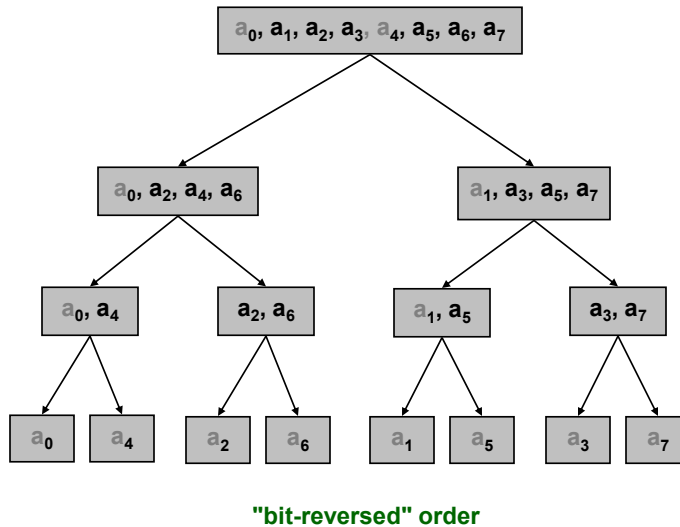 a0, a1, a2, a3, a4, a5, a6, a7
a0, a2, a4, a6
a1, a3, a5, a7
a0, a4
a2, a6
a1, a5
a3, a7
a0
a4
a2
a6
a1
a5
a3
a7
"bit-reversed" order